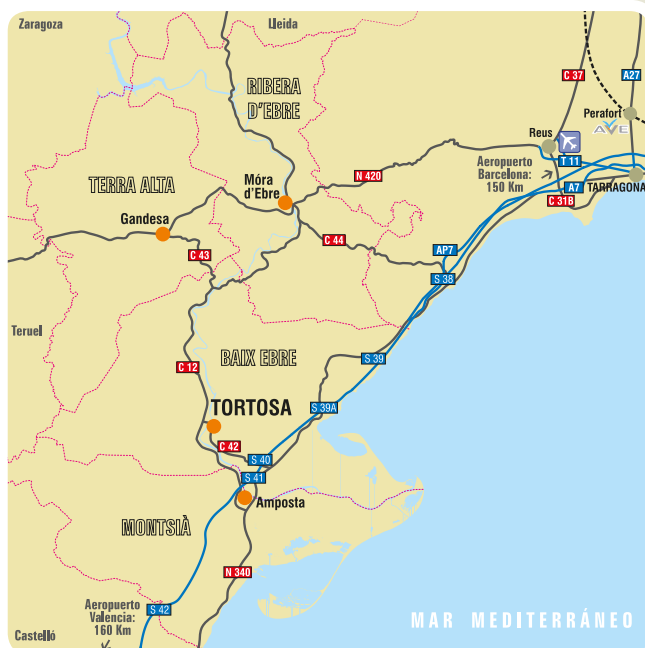 Zaragoza
Lleida
C 37
A27
RIBERA
D'EBRE
Perafort
AVE
Reus
T 11
Aeropuerto
Barcelona:
150 Km
A7
TARRAGONA
C 31B
N 420
TERRA ALTA
Móra
d'Ebre
Gandesa
C 44
C 43
AP7
S 38
Teruel
BAIX EBRE
S 39
C 12
TORTOSA
S 39A
C 42
S 40
S 41
Amposta
MONTSIÀ
N 340
Aeropuerto
Valencia:
160 Km
S 42
MAR MEDITERRÁNEO
Castelló